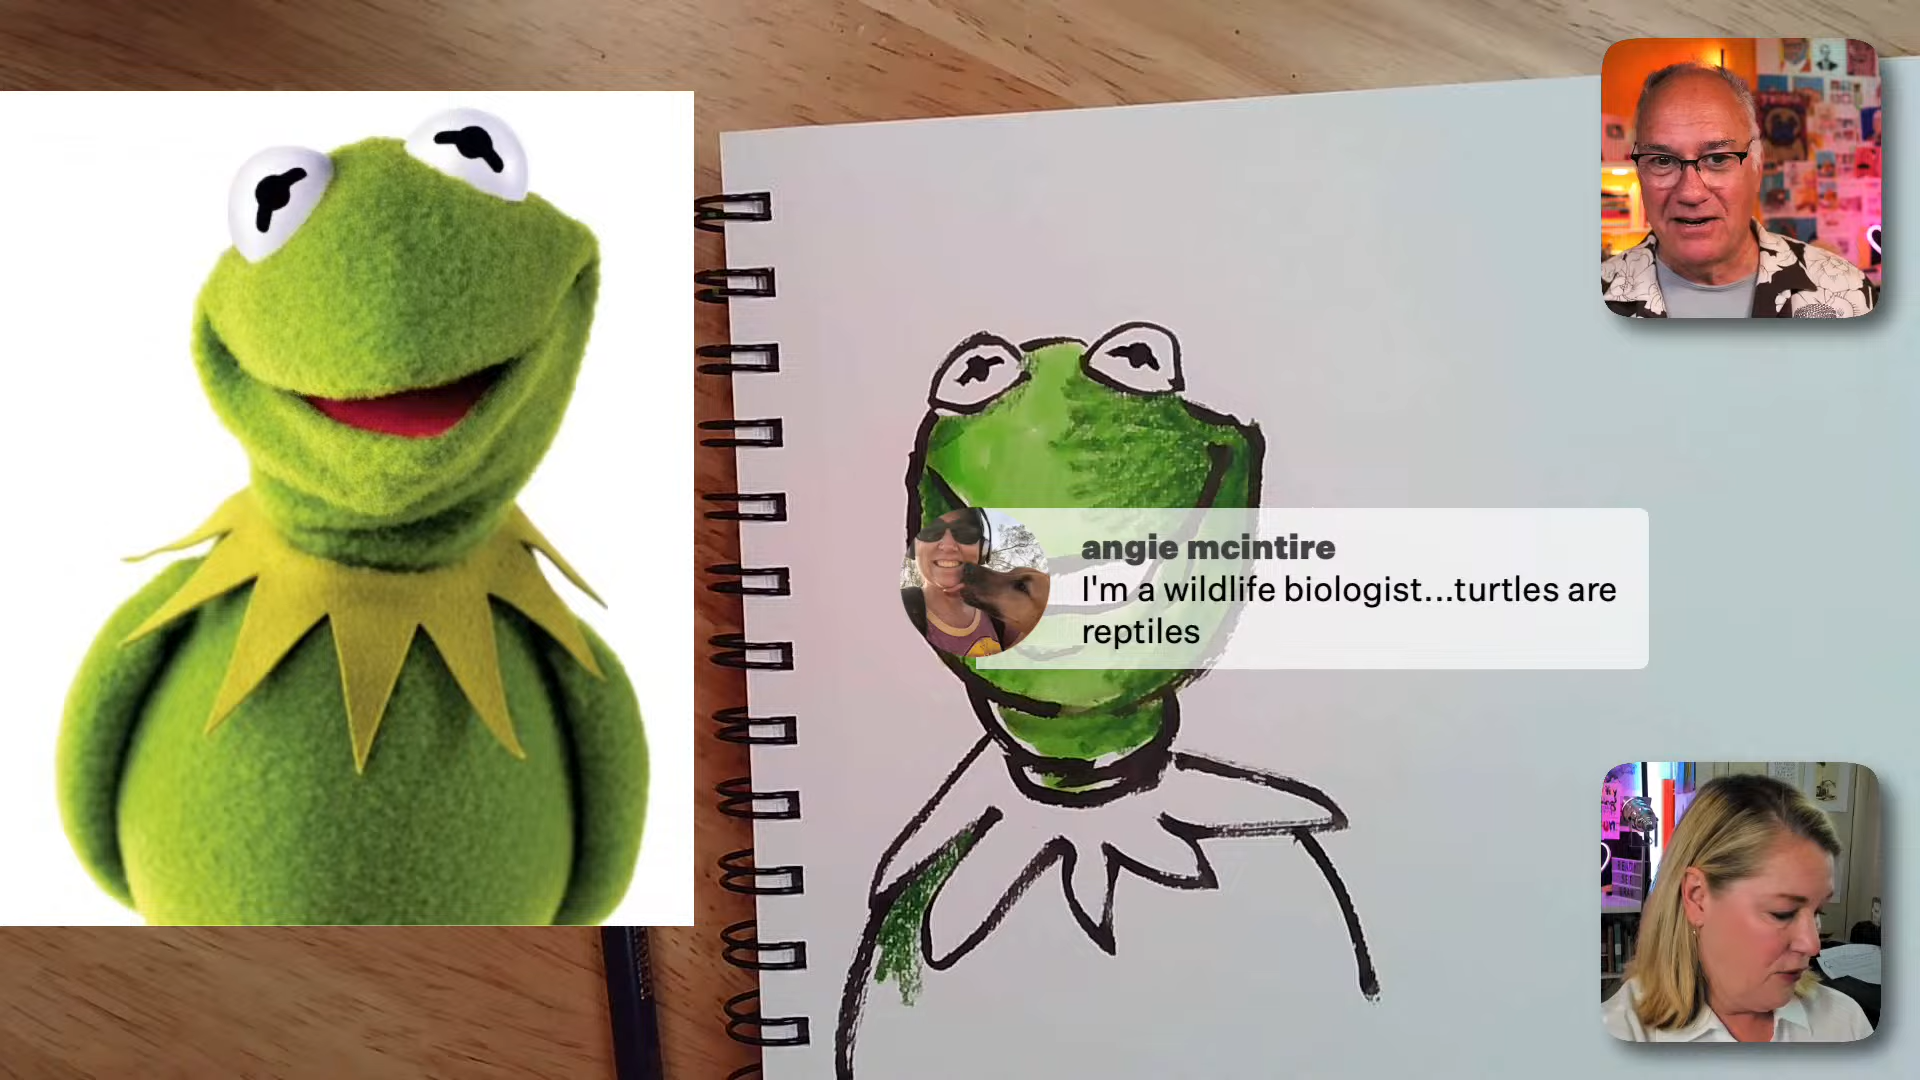 angie mcintire
I'm a wildlife biologist...turtles are
reptiles